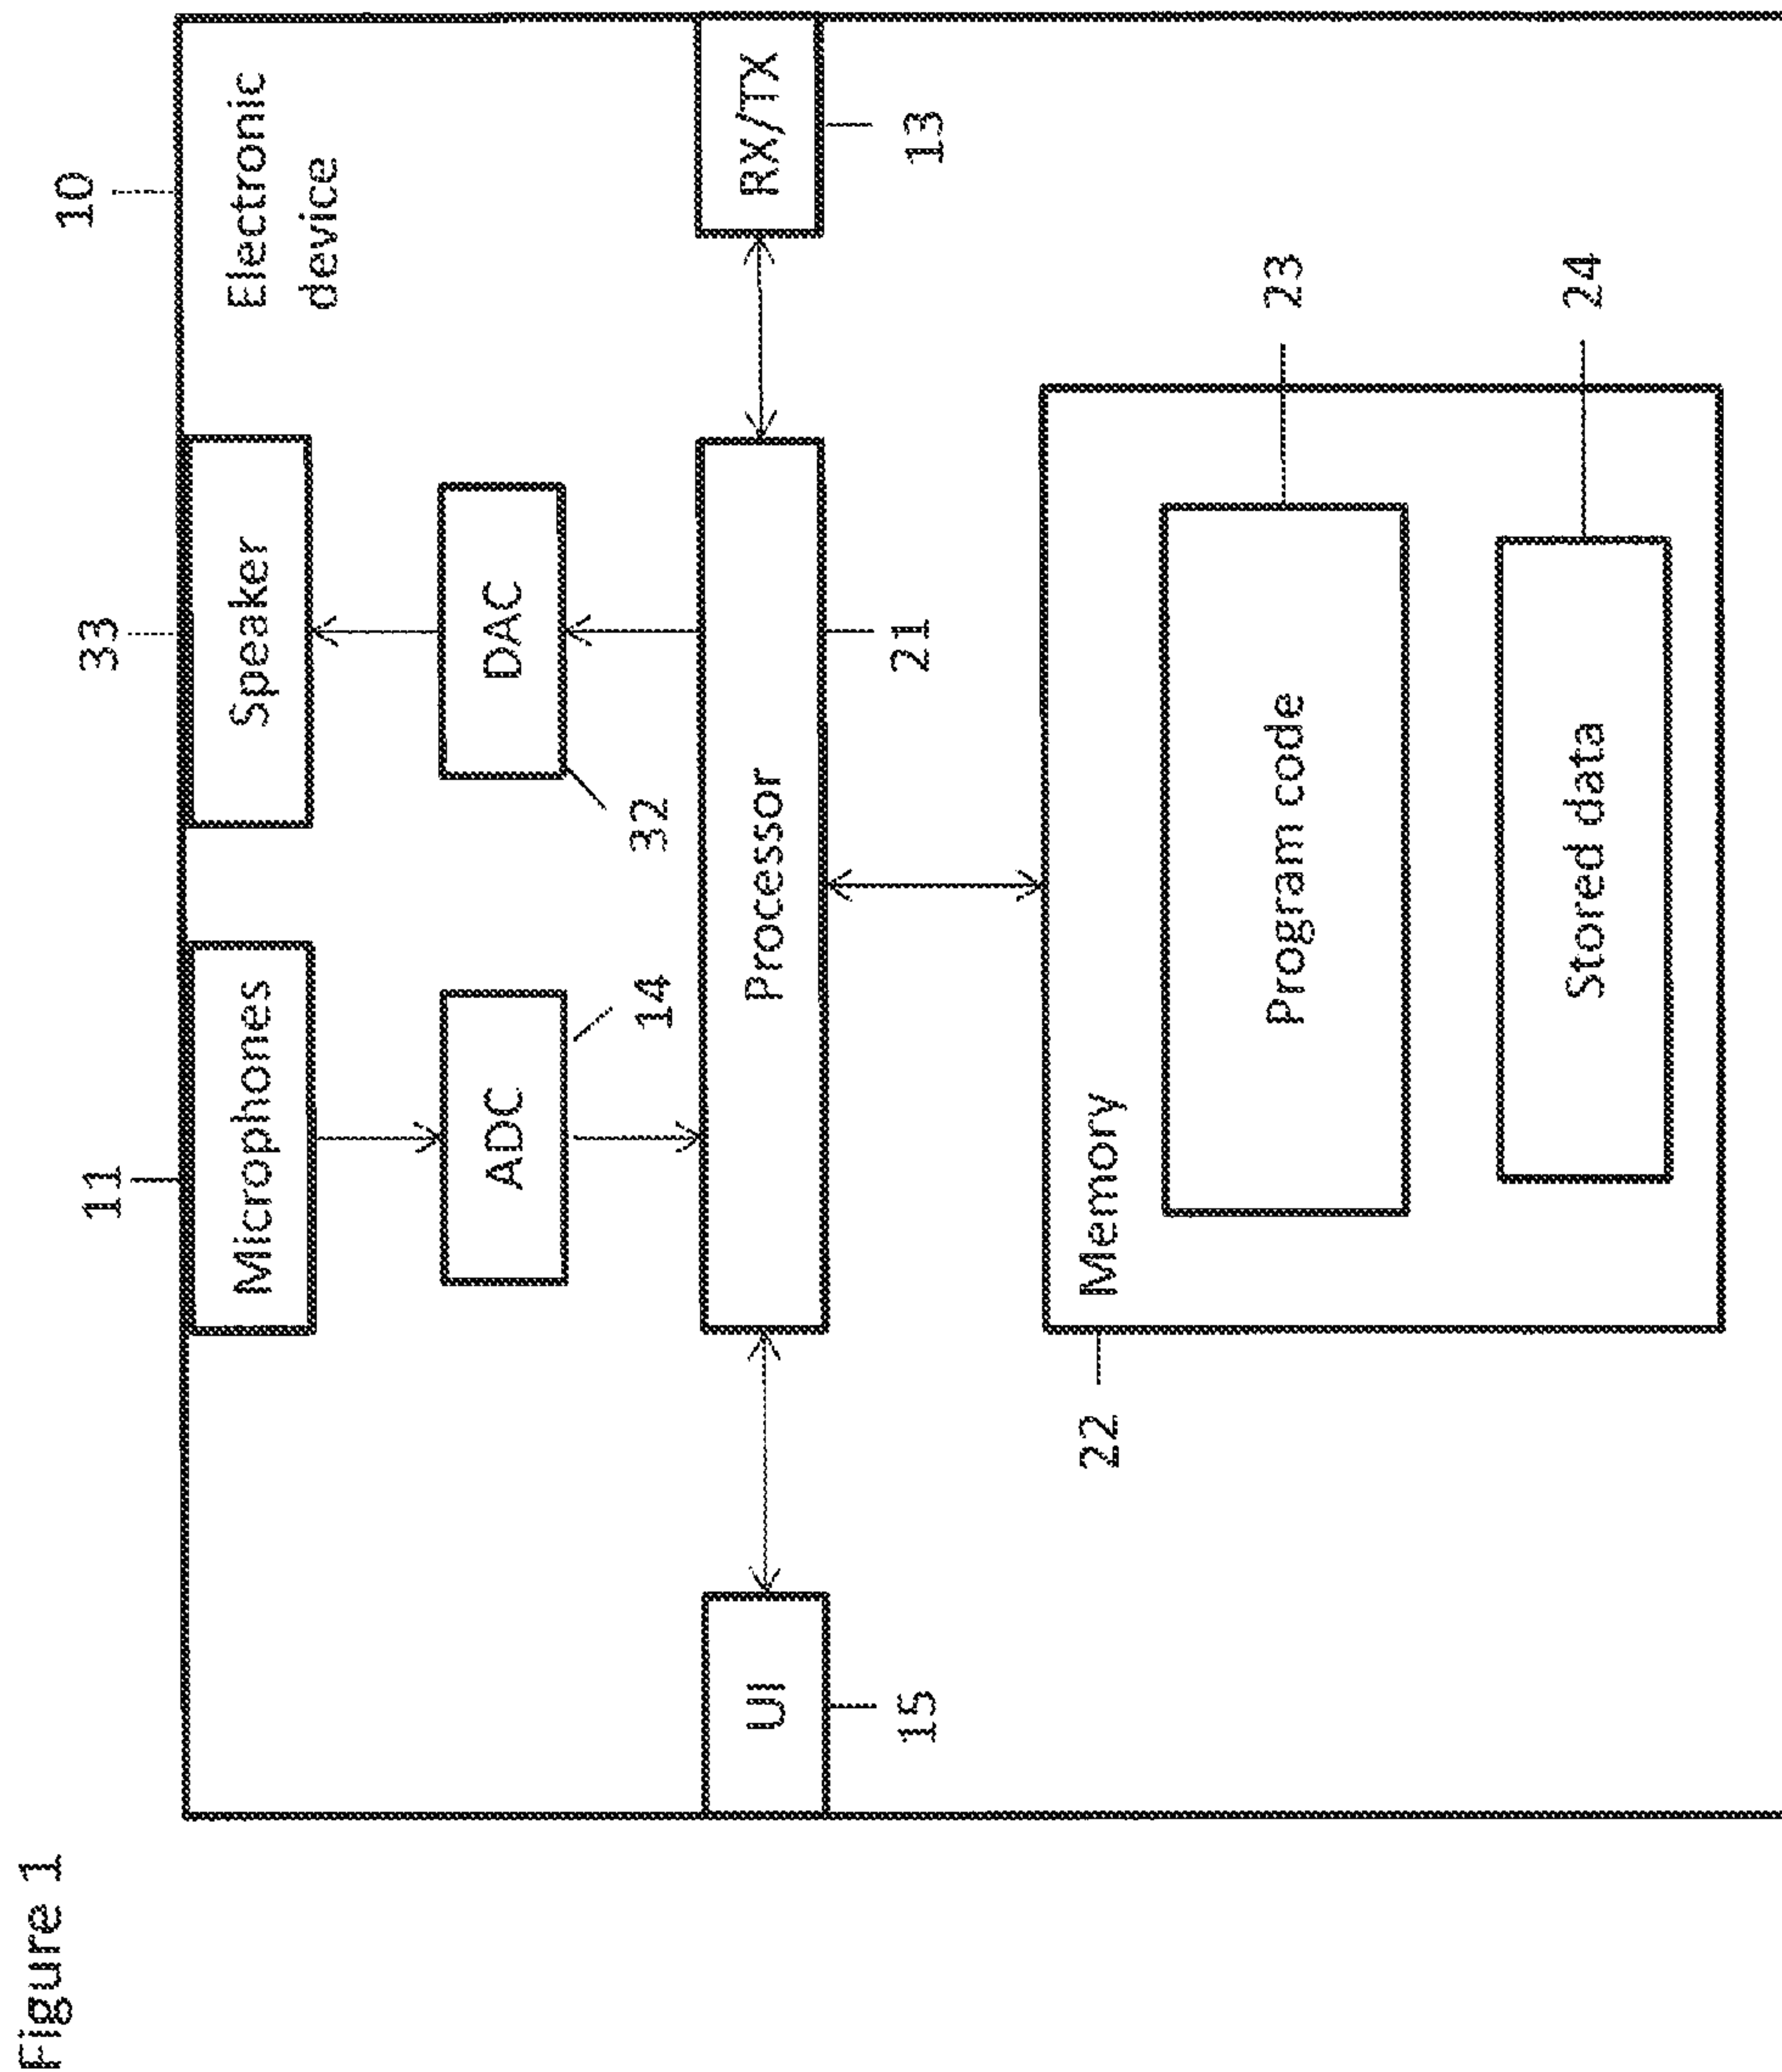 Figure 1
10
Electronic
device
11
Microphones
33
Speaker
14
ADC
32
DAC
15
UI
21
Processor
13
RX/TX
22
Memory
23
Program code
24
Stored data